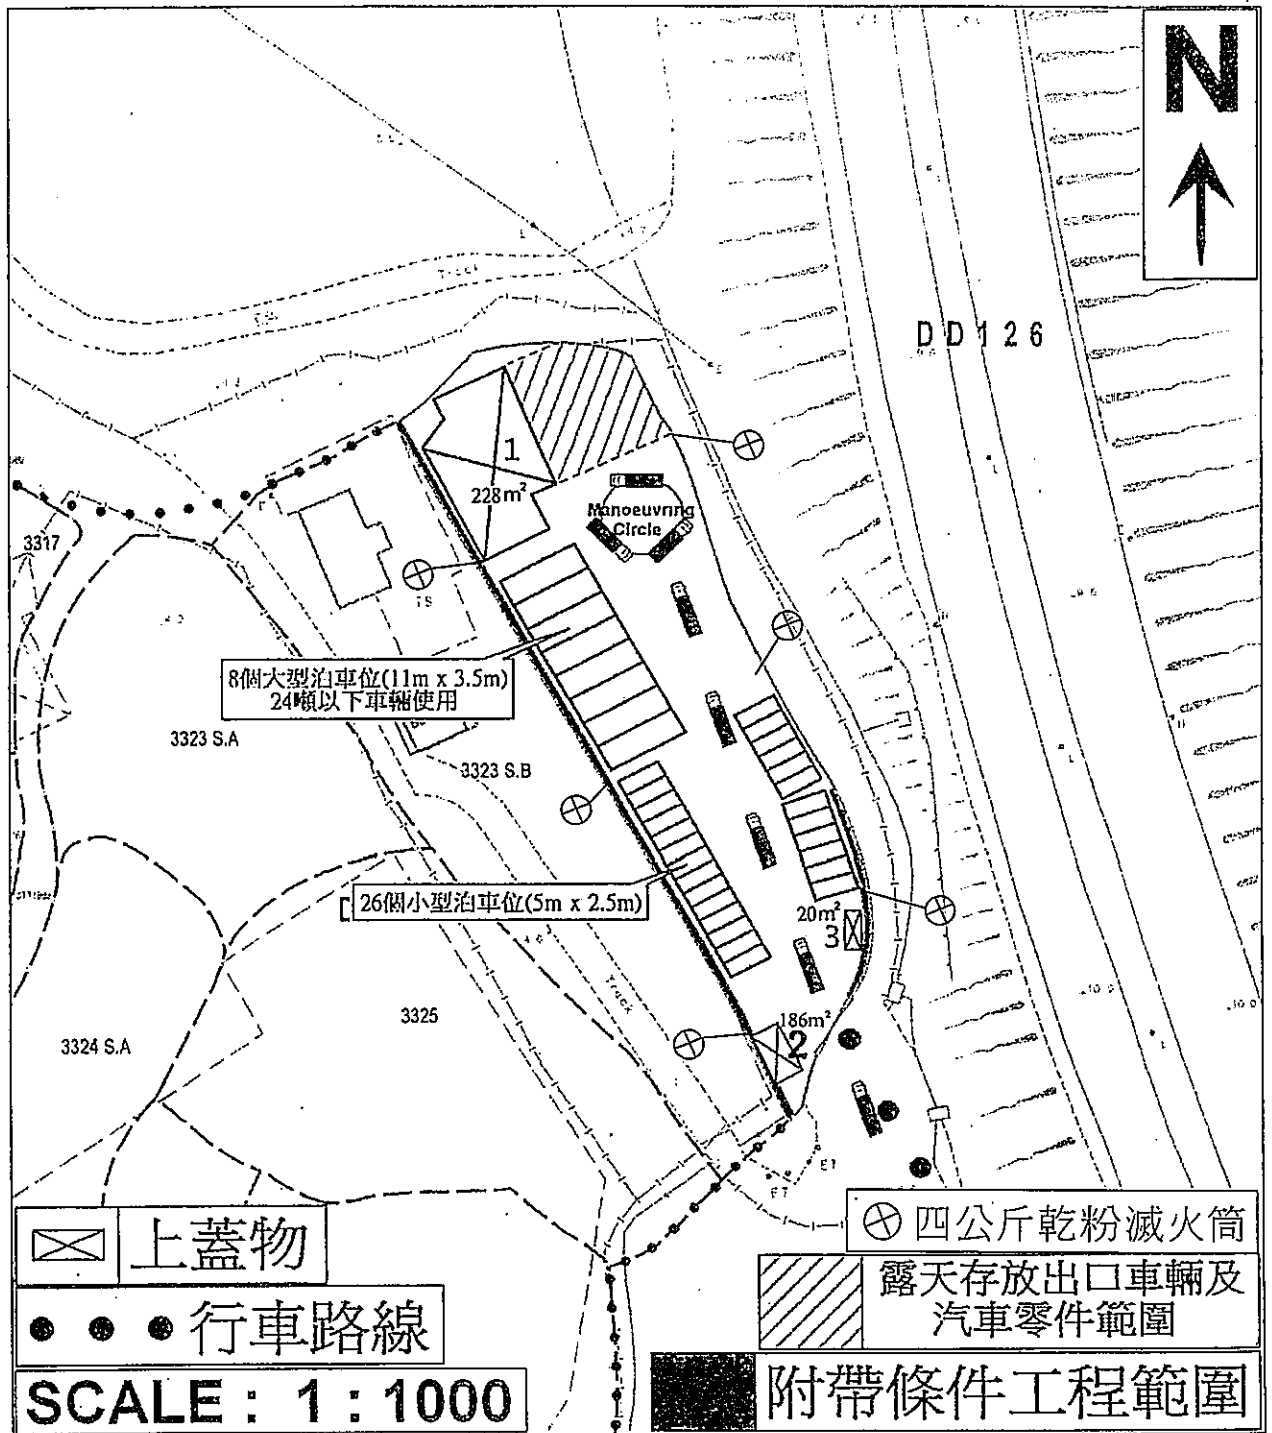 N
Track
DD126
1
228m²
Manoeuvring
Circle
3317
TS
8個大型泊車位(11m x 3.5m)
24噸以下車輛使用
3323 S.A
3323 S.B
26個小型泊車位(5m x 2.5m)
20m²
3
Track
3325
186m²
2
3324 S.A
ET
ET
上蓋物
四公斤乾粉滅火筒
行車路線
露天存放出口車輛及
汽車零件範圍
SCALE : 1 : 1000
附帶條件工程範圍